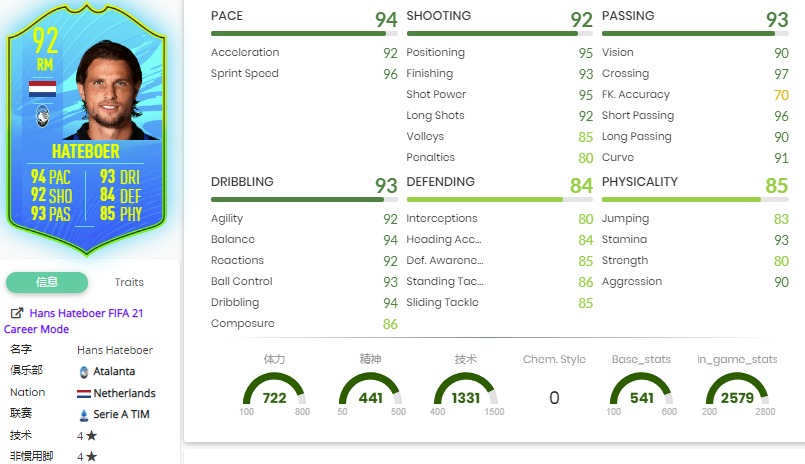 92
RM
HATEBOER
94 PAC 93 DRI
92 SHO 84 DEF
93 PAS 85 PHY
信息 Traits
Hans Hateboer FIFA 21
Career Mode
名字 Hans Hateboer
俱乐部 Atalanta
Nation Netherlands
联赛 Serie A TIM
技术 4 ★
非惯用脚 4 ★
PACE 94
Acceleration 92
Sprint Speed 96
SHOOTING 92
Positioning 95
Finishing 93
Shot Power 95
Long Shots 92
Volleys 85
Penalties 80
PASSING 93
Vision 90
Crossing 97
FK. Accuracy 70
Short Passing 96
Long Passing 90
Curve 91
DRIBBLING 93
Agility 92
Balance 94
Reactions 92
Ball Control 93
Dribbling 94
Composure 86
DEFENDING 84
Interceptions 80
Heading Acc... 84
Def. Awarene... 85
Standing Tac... 86
Sliding Tackle 85
PHYSICALITY 85
Jumping 83
Stamina 93
Strength 80
Aggression 90
体力
722
100 800
精神
441
50 500
技术
1331
400 1500
Chem. Style
0
Base_stats
541
100 600
In_game_stats
2579
200 2800